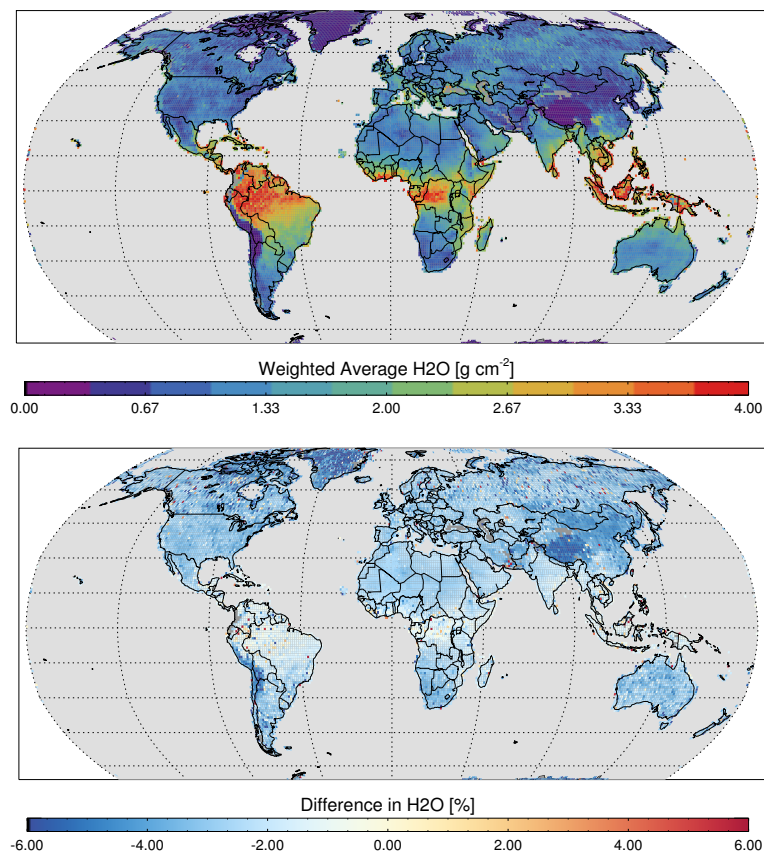 Weighted Average H2O [g cm-2]
0.00 0.67 1.33 2.00 2.67 3.33 4.00
Difference in H2O [%]
-6.00 -4.00 -2.00 0.00 2.00 4.00 6.00